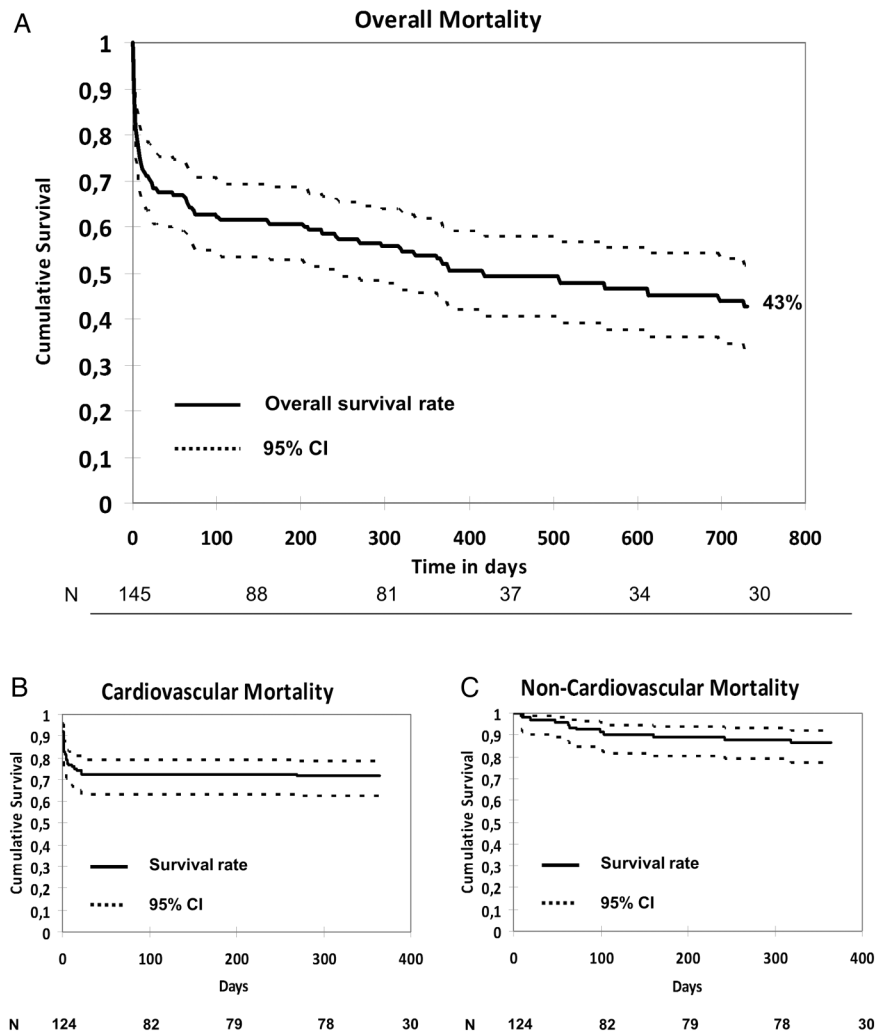 A
Overall Mortality
Cumulative Survival
1
0,9
0,8
0,7
0,6
0,5
0,4
0,3
0,2
0,1
0
43%
Overall survival rate
95% CI
0 100 200 300 400 500 600 700 800
Time in days
N 145 88 81 37 34 30
B
Cardiovascular Mortality
Cumulative Survival
1
0,9
0,8
0,7
0,6
0,5
0,4
0,3
0,2
0,1
0
Survival rate
95% CI
0 100 200 300 400
Days
N 124 82 79 78 30
C
Non-Cardiovascular Mortality
Cumulative Survival
1
0,9
0,8
0,7
0,6
0,5
0,4
0,3
0,2
0,1
0
Survival rate
95% CI
0 100 200 300 400
Days
N 124 82 79 78 30